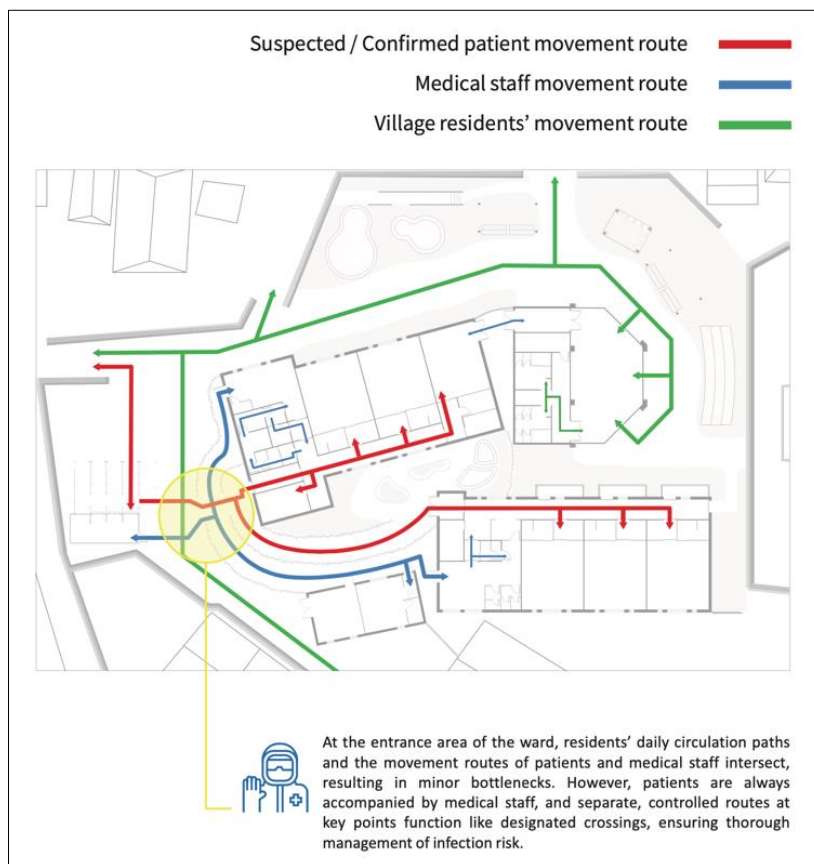 Suspected / Confirmed patient movement route
Medical staff movement route
Village residents’ movement route
At the entrance area of the ward, residents’ daily circulation paths
and the movement routes of patients and medical staff intersect,
resulting in minor bottlenecks. However, patients are always
accompanied by medical staff, and separate, controlled routes at
key points function like designated crossings, ensuring thorough
management of infection risk.